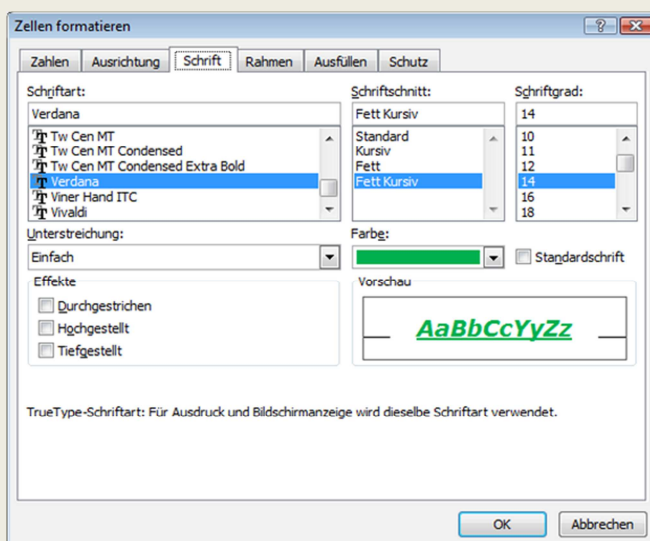 Zellen formatieren
Zahlen Ausrichtung Schrift Rahmen Ausfüllen Schutz
Schriftart: Schriftschnitt: Schriftgrad:
Verdana Fett Kursiv 14
Tw Cen MT Standard 10
Tw Cen MT Condensed Kursiv 11
Tw Cen MT Condensed Extra Bold Fett 12
Verdana Fett Kursiv 14
Viner Hand ITC 16
Vivaldi 18
Unterstreichung: Farbe:
Einfach Standardschrift
Effekte Vorschau
Durchgestrichen
Hochgestellt
Tiefgestellt
AaBbCcYyZz
TrueType-Schriftart: Für Ausdruck und Bildschirmanzeige wird dieselbe Schriftart verwendet.
OK Abbrechen